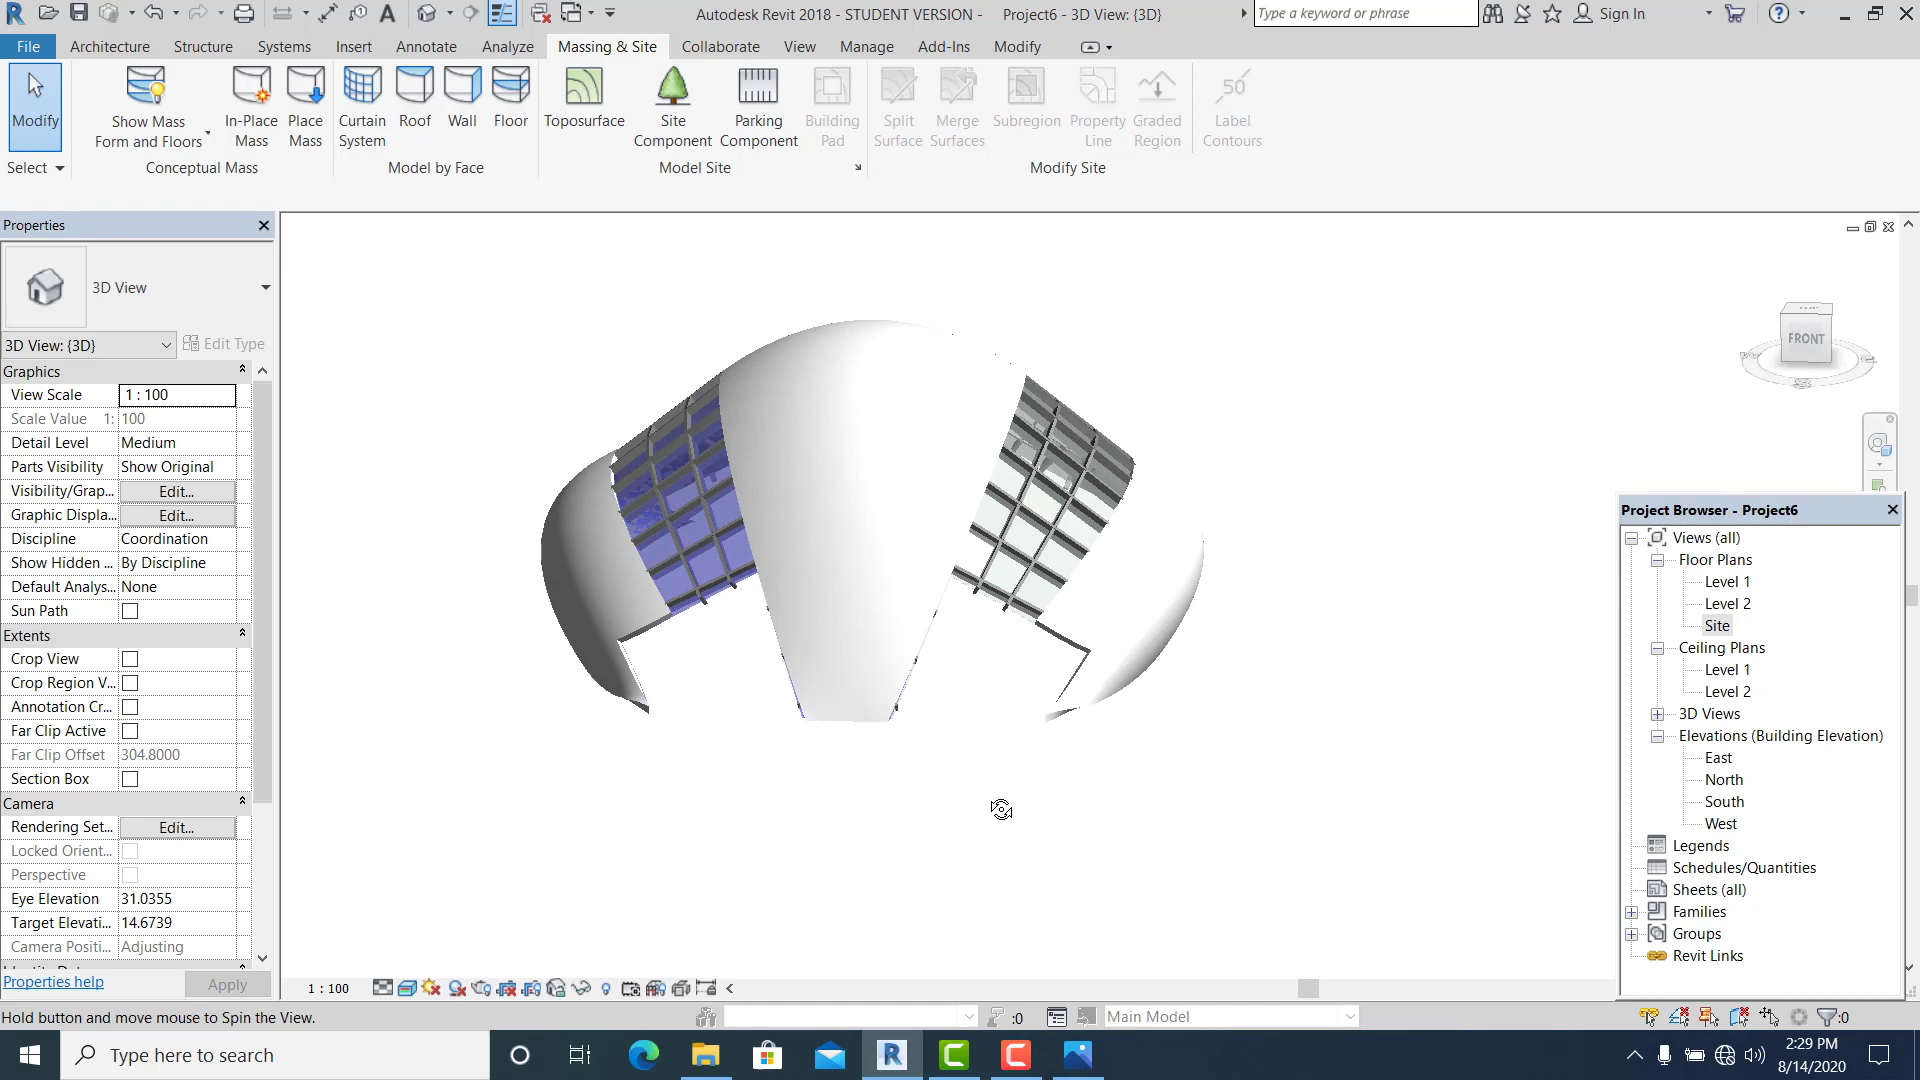 Autodesk Revit 2018 - STUDENT VERSION - Project6 - 3D View: {3D}
Type a keyword or phrase
Sign In
File Architecture Structure Systems Insert Annotate Analyze Massing & Site Collaborate View Manage Add-Ins Modify
Modify
Show Mass
Form and Floors
In-Place
Mass
Place
Mass
Curtain
System
Roof
Wall
Floor
Toposurface
Site
Component
Parking
Component
Building
Pad
Split
Surface
Merge
Surfaces
Subregion
Property
Line
Graded
Region
50
Label
Contours
Select
Conceptual Mass
Model by Face
Model Site
Modify Site
Properties
3D View
3D View: {3D}
Edit Type
Graphics
View Scale 1 : 100
Scale Value 1: 100
Detail Level Medium
Parts Visibility Show Original
Visibility/Grap... Edit...
Graphic Displa... Edit...
Discipline Coordination
Show Hidden ... By Discipline
Default Analys... None
Sun Path
Extents
Crop View
Crop Region V...
Annotation Cr...
Far Clip Active
Far Clip Offset 304.8000
Section Box
Camera
Rendering Set... Edit...
Locked Orient...
Perspective
Eye Elevation 31.0355
Target Elevati... 14.6739
Camera Positi... Adjusting
Properties help
Apply
FRONT
Project Browser - Project6
Views (all)
Floor Plans
Level 1
Level 2
Site
Ceiling Plans
Level 1
Level 2
3D Views
Elevations (Building Elevation)
East
North
South
West
Legends
Schedules/Quantities
Sheets (all)
Families
Groups
Revit Links
1 : 100
Hold button and move mouse to Spin the View.
:0
Main Model
:0
Type here to search
2:29 PM
8/14/2020